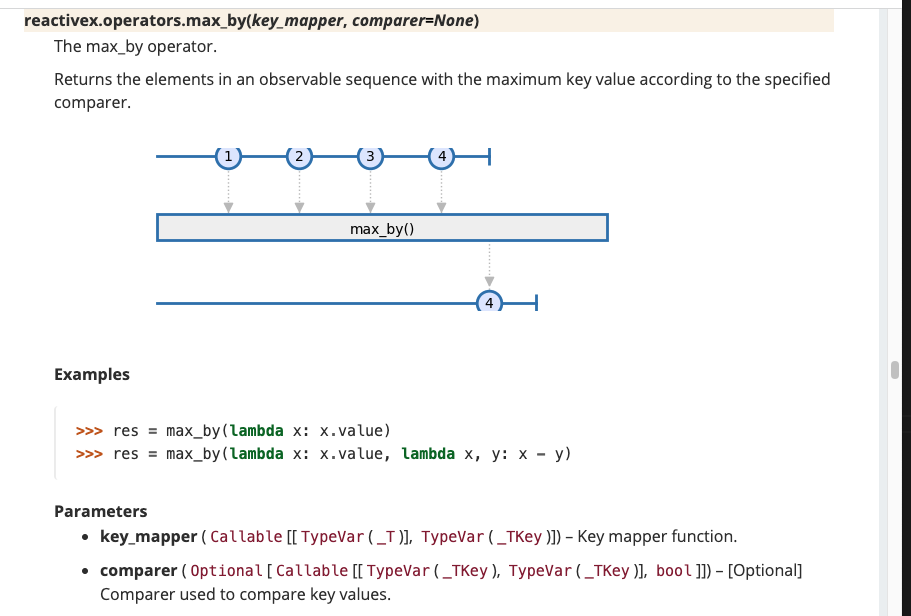 reactivex.operators.max_by(key_mapper, comparer=None)
The max_by operator.
Returns the elements in an observable sequence with the maximum key value according to the specified
comparer.
1 2 3 4
max_by()
4
Examples
>>> res = max_by(lambda x: x.value)
>>> res = max_by(lambda x: x.value, lambda x, y: x - y)
Parameters
• key_mapper (Callable[[TypeVar(_T)], TypeVar(_TKey)]) – Key mapper function.
• comparer (Optional[Callable[[TypeVar(_TKey), TypeVar(_TKey)], bool]]) – [Optional]
Comparer used to compare key values.